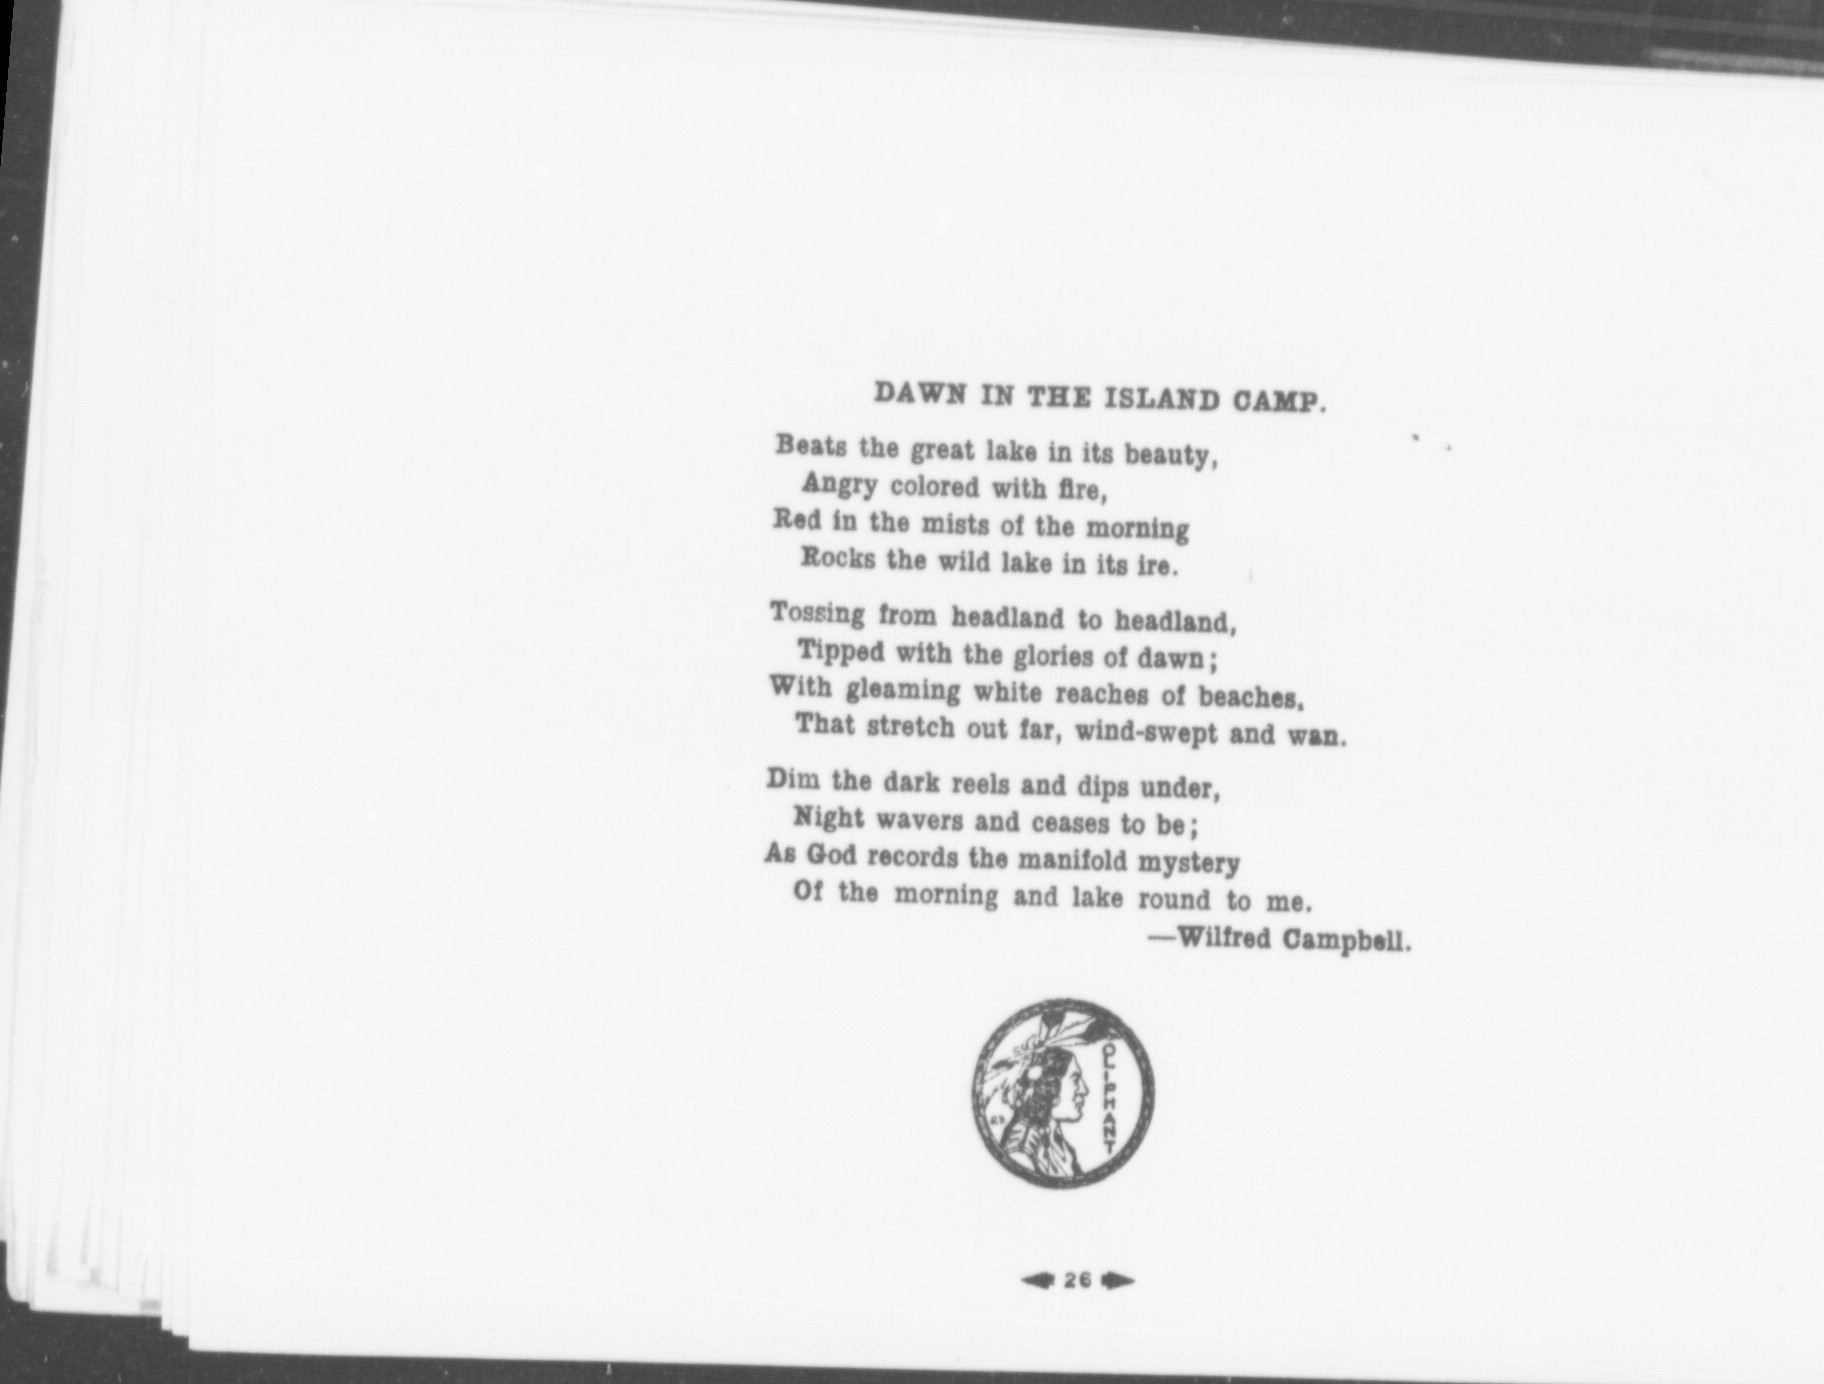 DAWN IN THE ISLAND CAMP.
Beats the great lake in its beauty,
Angry colored with fire,
Red in the mists of the morning
Rocks the wild lake in its ire.
Tossing from headland to headland,
Tipped with the glories of dawn;
With gleaming white reaches of beaches,
That stretch out far, wind-swept and wan.
Dim the dark reels and dips under,
Night wavers and ceases to be;
As God records the manifold mystery
Of the morning and lake round to me.
—Wilfred Campbell.
OLIPHANT
26